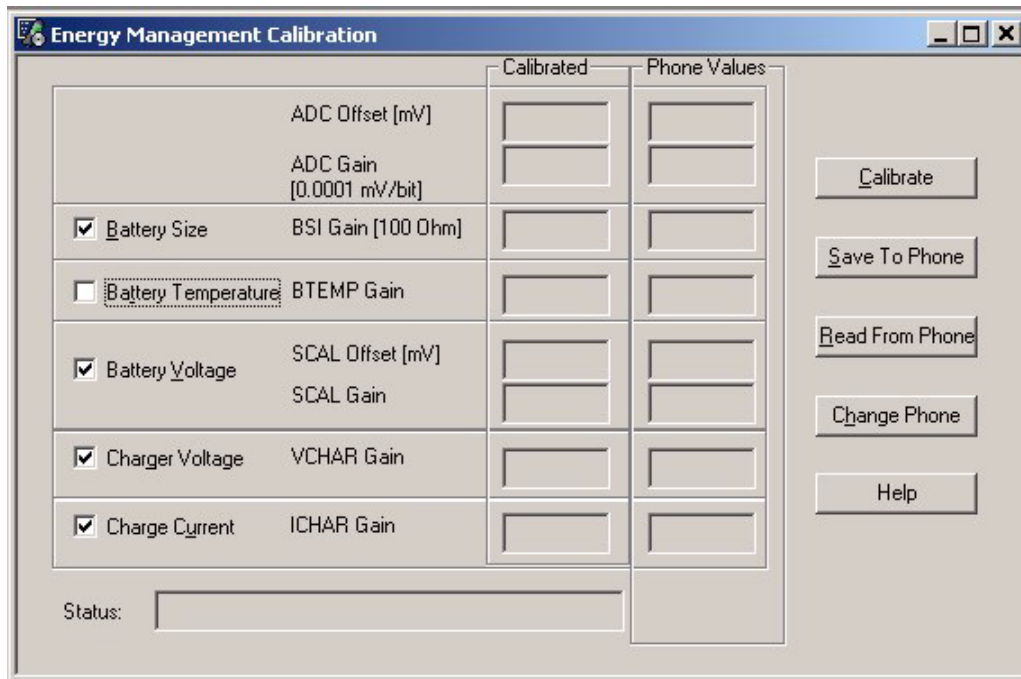 Energy Management Calibration
Calibrated Phone Values
ADC Offset [mV]
ADC Gain
[0.0001 mV/bit]
Calibrate
Battery Size BSI Gain [100 Ohm]
Save To Phone
Battery Temperature BTEMP Gain
Read From Phone
Battery Voltage SCAL Offset [mV]
SCAL Gain
Change Phone
Charger Voltage VCHAR Gain
Help
Charge Current ICHAR Gain
Status: